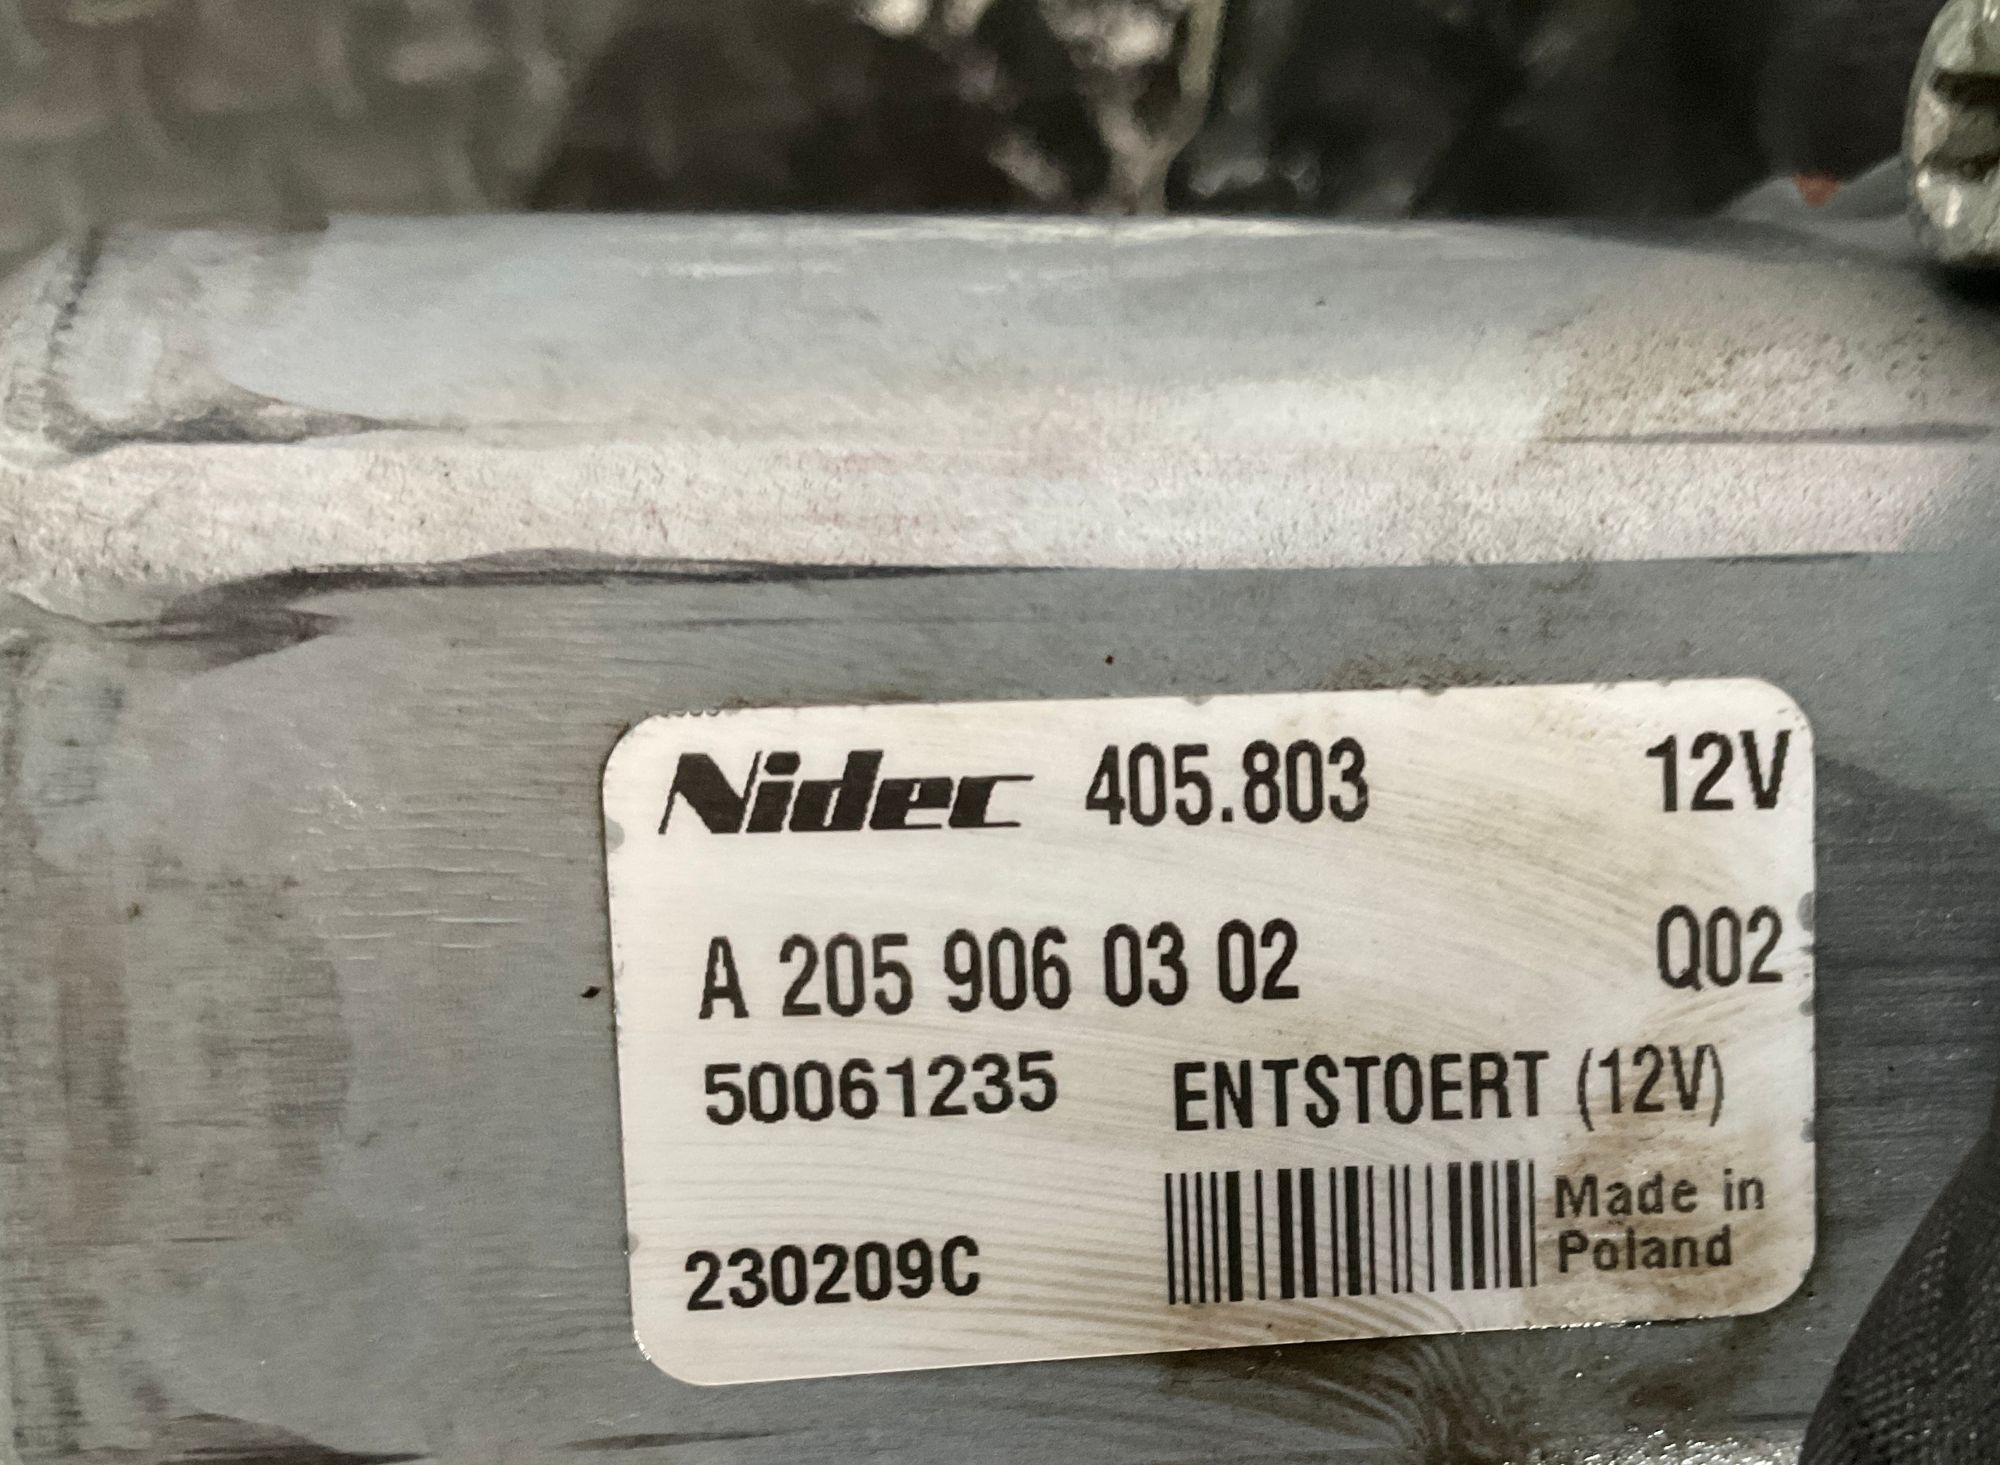 Nidec 405.803 12V
A 205 906 03 02 Q02
50061235 ENTSTOERT (12V)
Made in
Poland
230209C